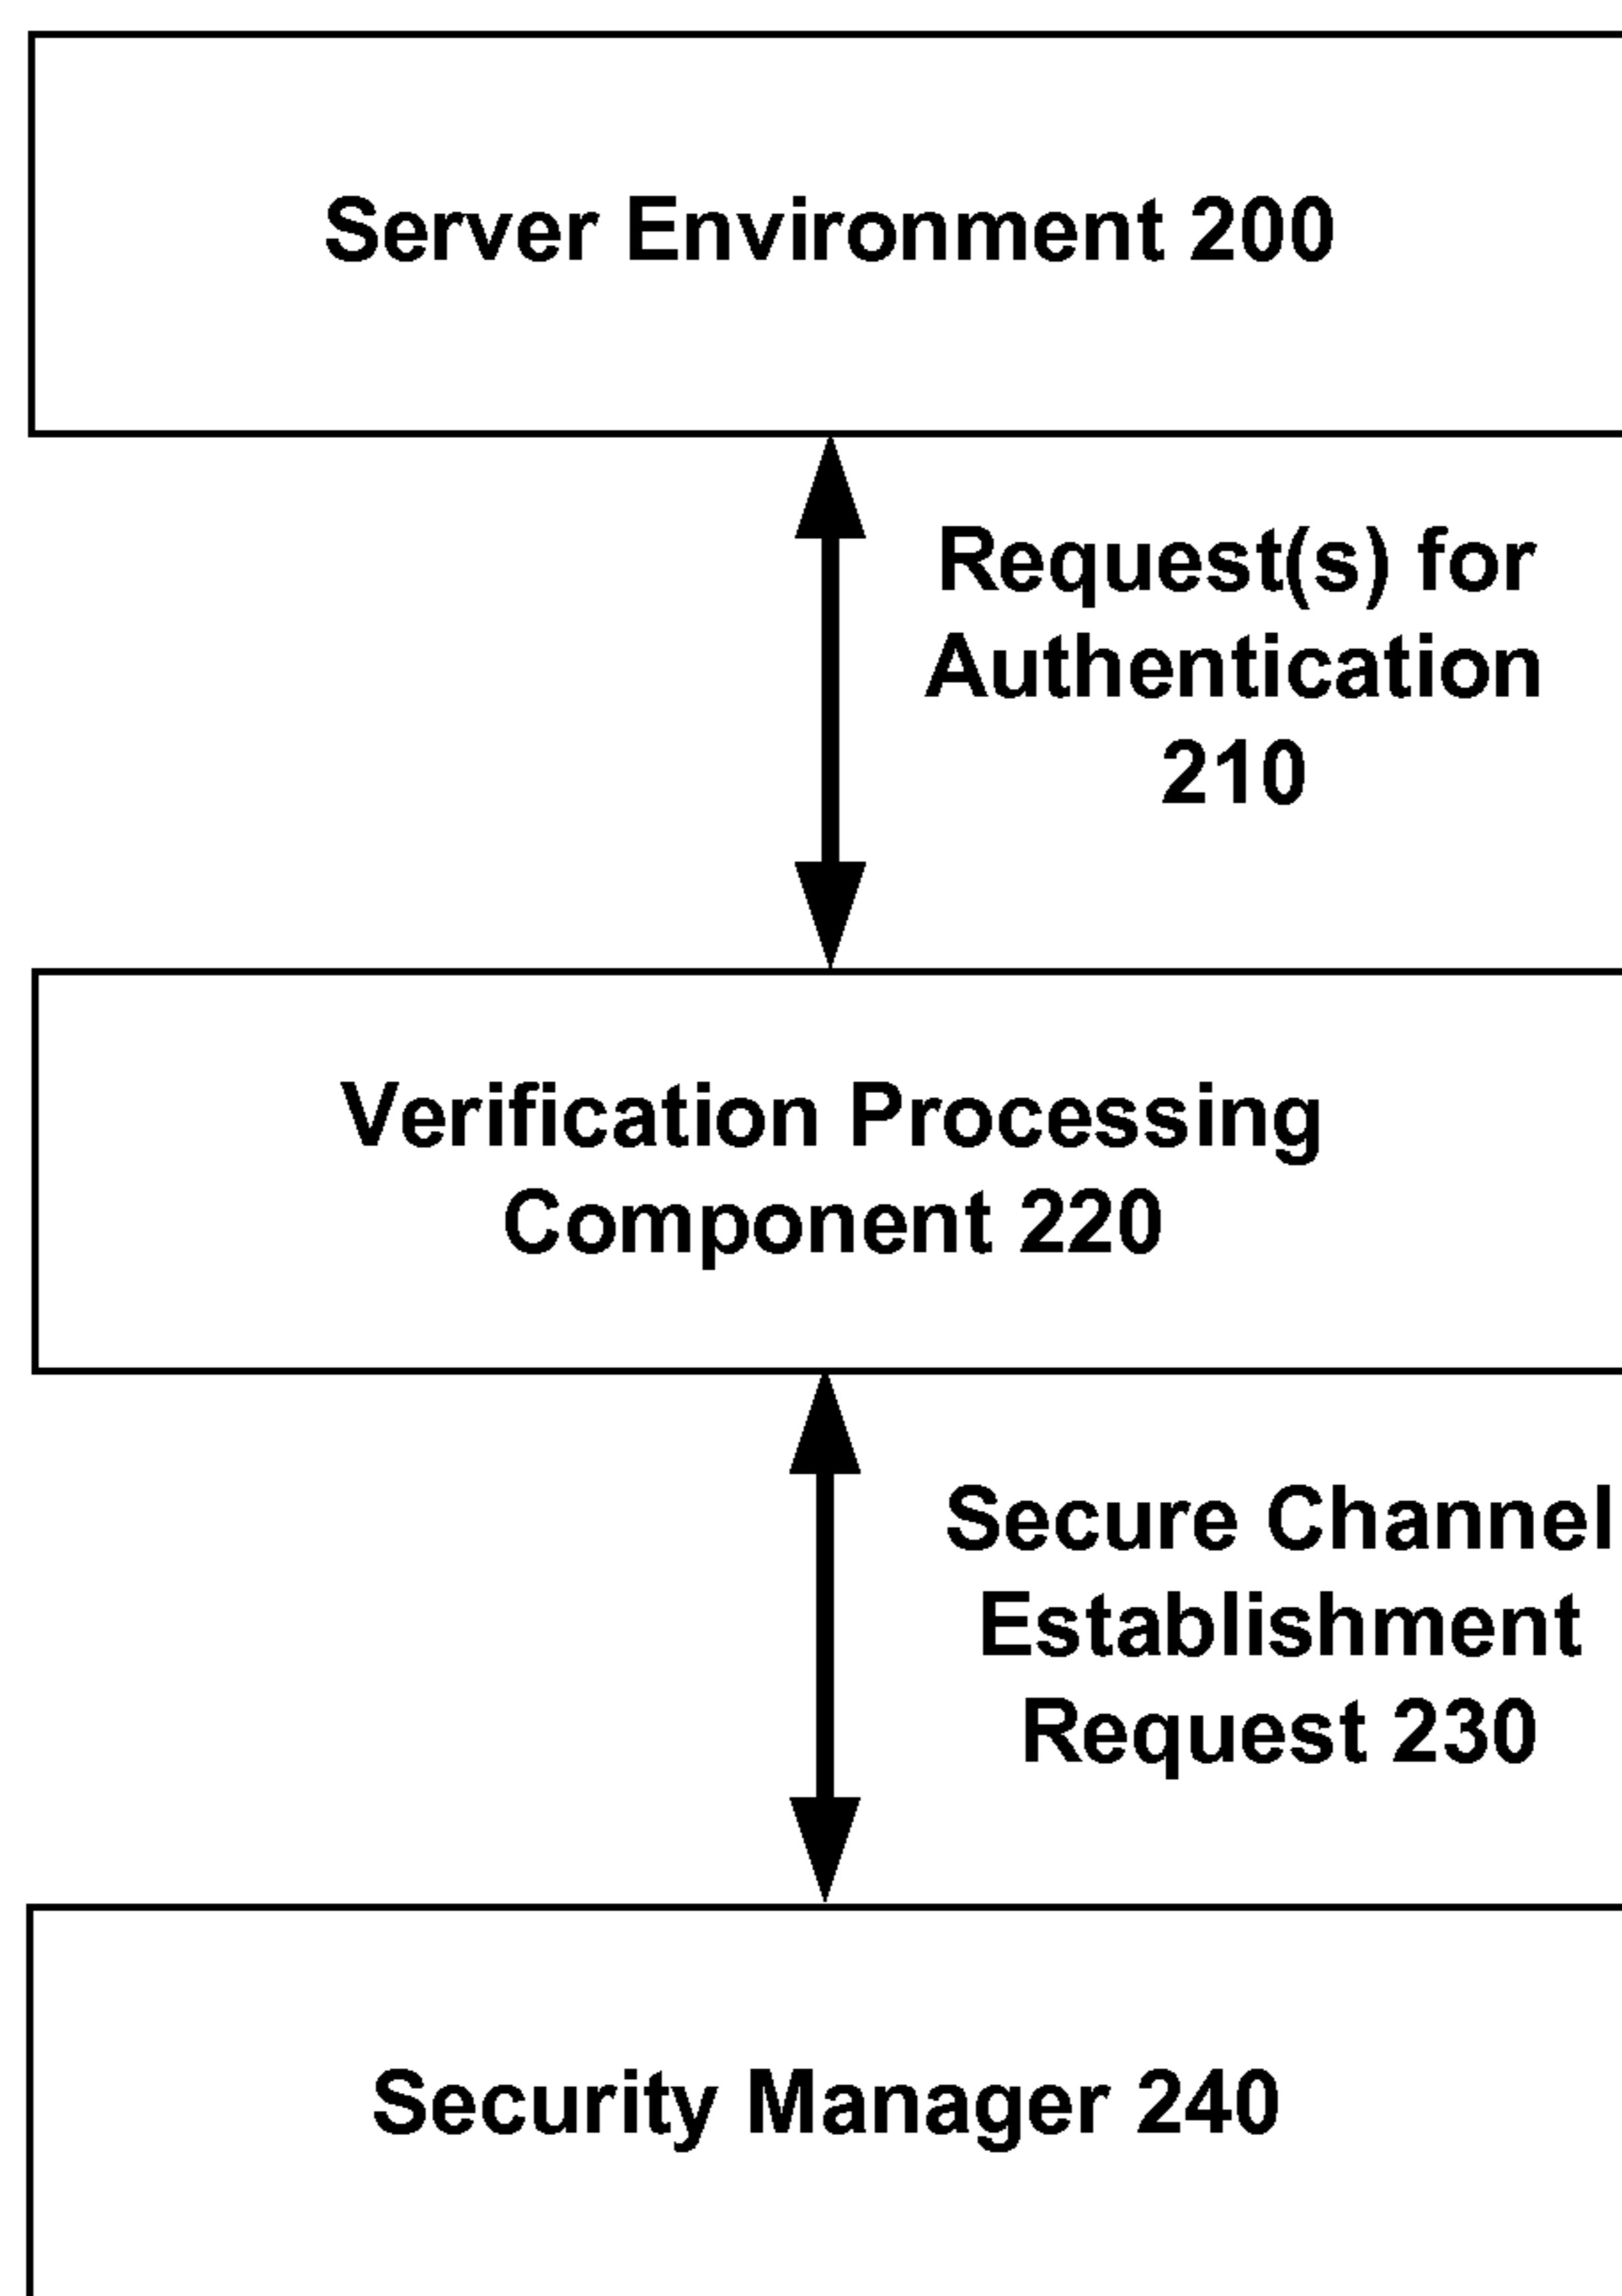 Server Environment 200
Request(s) for
Authentication
210
Verification Processing
Component 220
Secure Channel
Establishment
Request 230
Security Manager 240